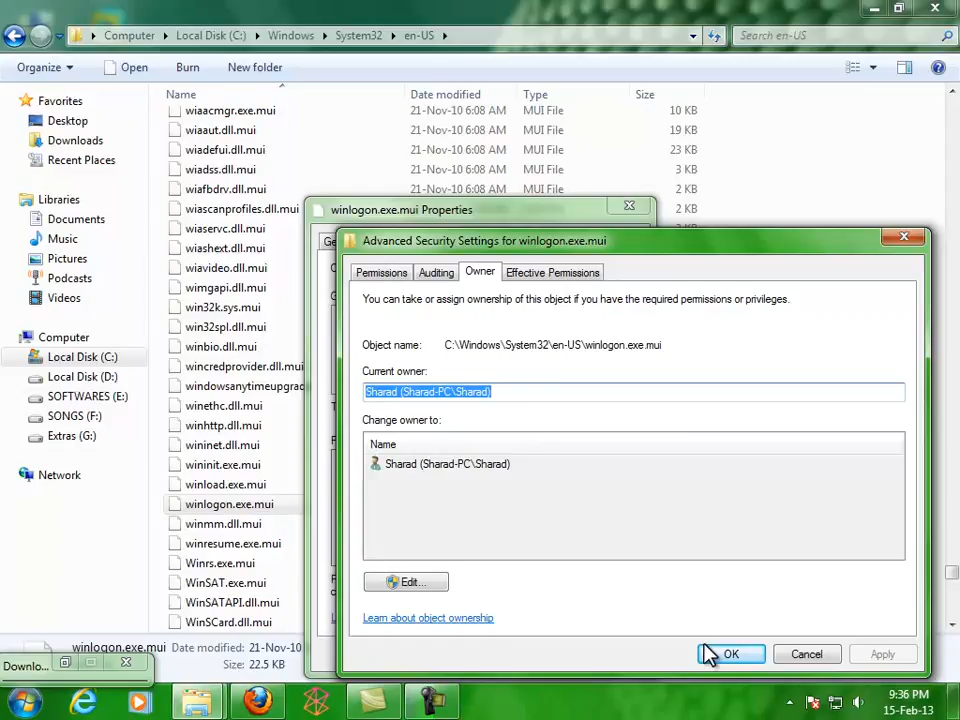 Computer Local Disk (C:) Windows System32 en-US
Search en-US
Organize Open Burn New folder
Name Date modified Type Size
Favorites
Desktop
Downloads
Recent Places
Libraries
Documents
Music
Pictures
Podcasts
Videos
Computer
Local Disk (C:)
Local Disk (D:)
SOFTWARES (E:)
SONGS (F:)
Extras (G:)
Network
wiaacmgr.exe.mui 21-Nov-10 6:08 AM MUI File 10 KB
wiaaut.dll.mui 21-Nov-10 6:08 AM MUI File 19 KB
wiadefui.dll.mui 21-Nov-10 6:08 AM MUI File 23 KB
wiadss.dll.mui 21-Nov-10 6:08 AM MUI File 3 KB
wiafbdrv.dll.mui 21-Nov-10 6:08 AM MUI File 2 KB
wiascanprofiles.dll.mui 2 KB
wiaservc.dll.mui
wiashext.dll.mui
wiavideo.dll.mui
wimgapi.dll.mui
win32k.sys.mui
win32spl.dll.mui
winbio.dll.mui
wincredprovider.dll.mui
windowsanytimeupgrad
winethc.dll.mui
winhttp.dll.mui
wininet.dll.mui
wininit.exe.mui
winload.exe.mui
winlogon.exe.mui
winmm.dll.mui
winresume.exe.mui
Winrs.exe.mui
WinSAT.exe.mui
WinSATAPI.dll.mui
WinSCard.dll.mui
winlogon.exe.mui Properties
Ge
Advanced Security Settings for winlogon.exe.mui
Permissions Auditing Owner Effective Permissions
You can take or assign ownership of this object if you have the required permissions or privileges.
Object name: C:\Windows\System32\en-US\winlogon.exe.mui
Current owner:
Sharad (Sharad-PC\Sharad)
Change owner to:
Name
Sharad (Sharad-PC\Sharad)
Edit...
Learn about object ownership
OK Cancel Apply
winlogon.exe.mui Date modified: 21-Nov-10
Size: 22.5 KB
Downlo...
9:36 PM
15-Feb-13